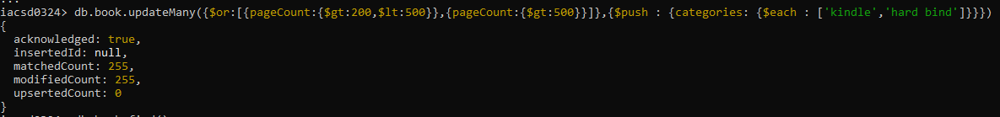 ...
iacsd0324> db.book.updateMany({$or:[{pageCount:{$gt:200,$lt:500}},{pageCount:{$gt:500}}]},{$push : {categories: {$each : ['kindle','hard bind']}}})
{
  acknowledged: true,
  insertedId: null,
  matchedCount: 255,
  modifiedCount: 255,
  upsertedCount: 0
}